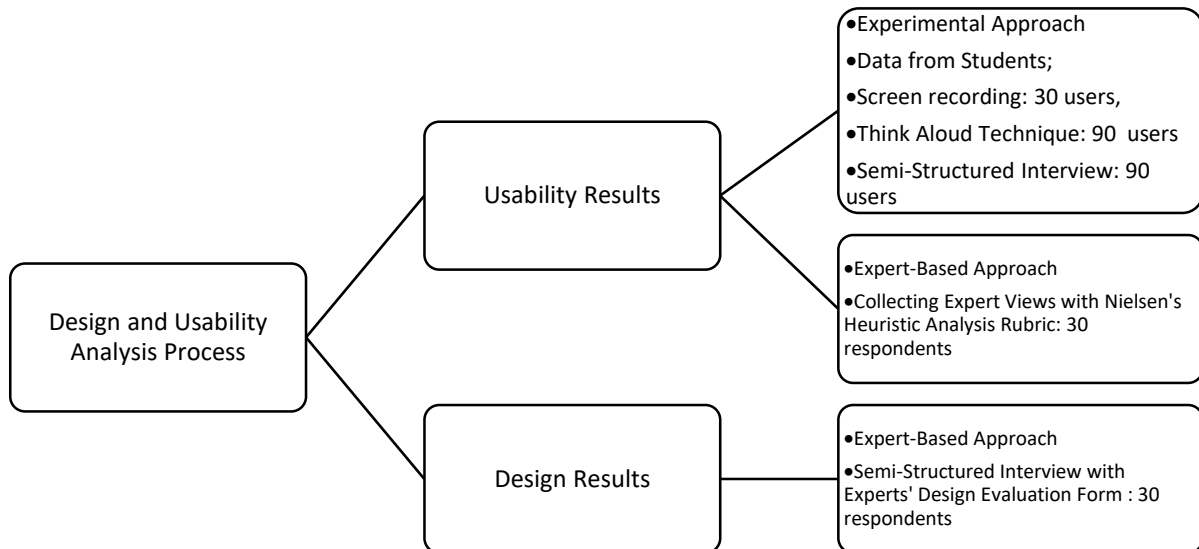 Design and Usability
Analysis Process
Usability Results
Design Results
•Experimental Approach
•Data from Students;
•Screen recording: 30 users,
•Think Aloud Technique: 90  users
•Semi-Structured Interview: 90
users
•Expert-Based Approach
•Collecting Expert Views with Nielsen's
Heuristic Analysis Rubric: 30
respondents
•Expert-Based Approach
•Semi-Structured Interview with
Experts' Design Evaluation Form : 30
respondents